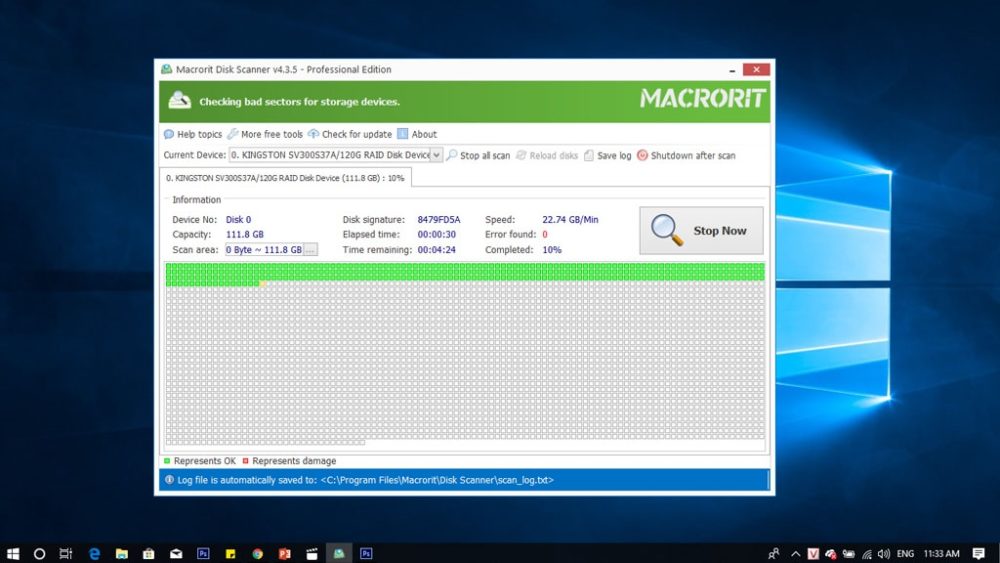 Macrorit Disk Scanner v4.3.5 - Professional Edition
Checking bad sectors for storage devices.
MACRORIT
Help topics More free tools Check for update About
Current Device: 0. KINGSTON SV300S37A/120G RAID Disk Device Stop all scan Reload disks Save log Shutdown after scan
0. KINGSTON SV300S37A/120G RAID Disk Device (111.8 GB) : 10%
Information
Device No: Disk 0 Disk signature: 8479FD5A Speed: 22.74 GB/Min
Capacity: 111.8 GB Elapsed time: 00:00:30 Error found: 0
Scan area: 0 Byte ~ 111.8 GB ... Time remaining: 00:04:24 Completed: 10%
Stop Now
Represents OK Represents damage
Log file is automatically saved to: <C:\Program Files\Macrorit\Disk Scanner\scan_log.txt>
ENG 11:33 AM